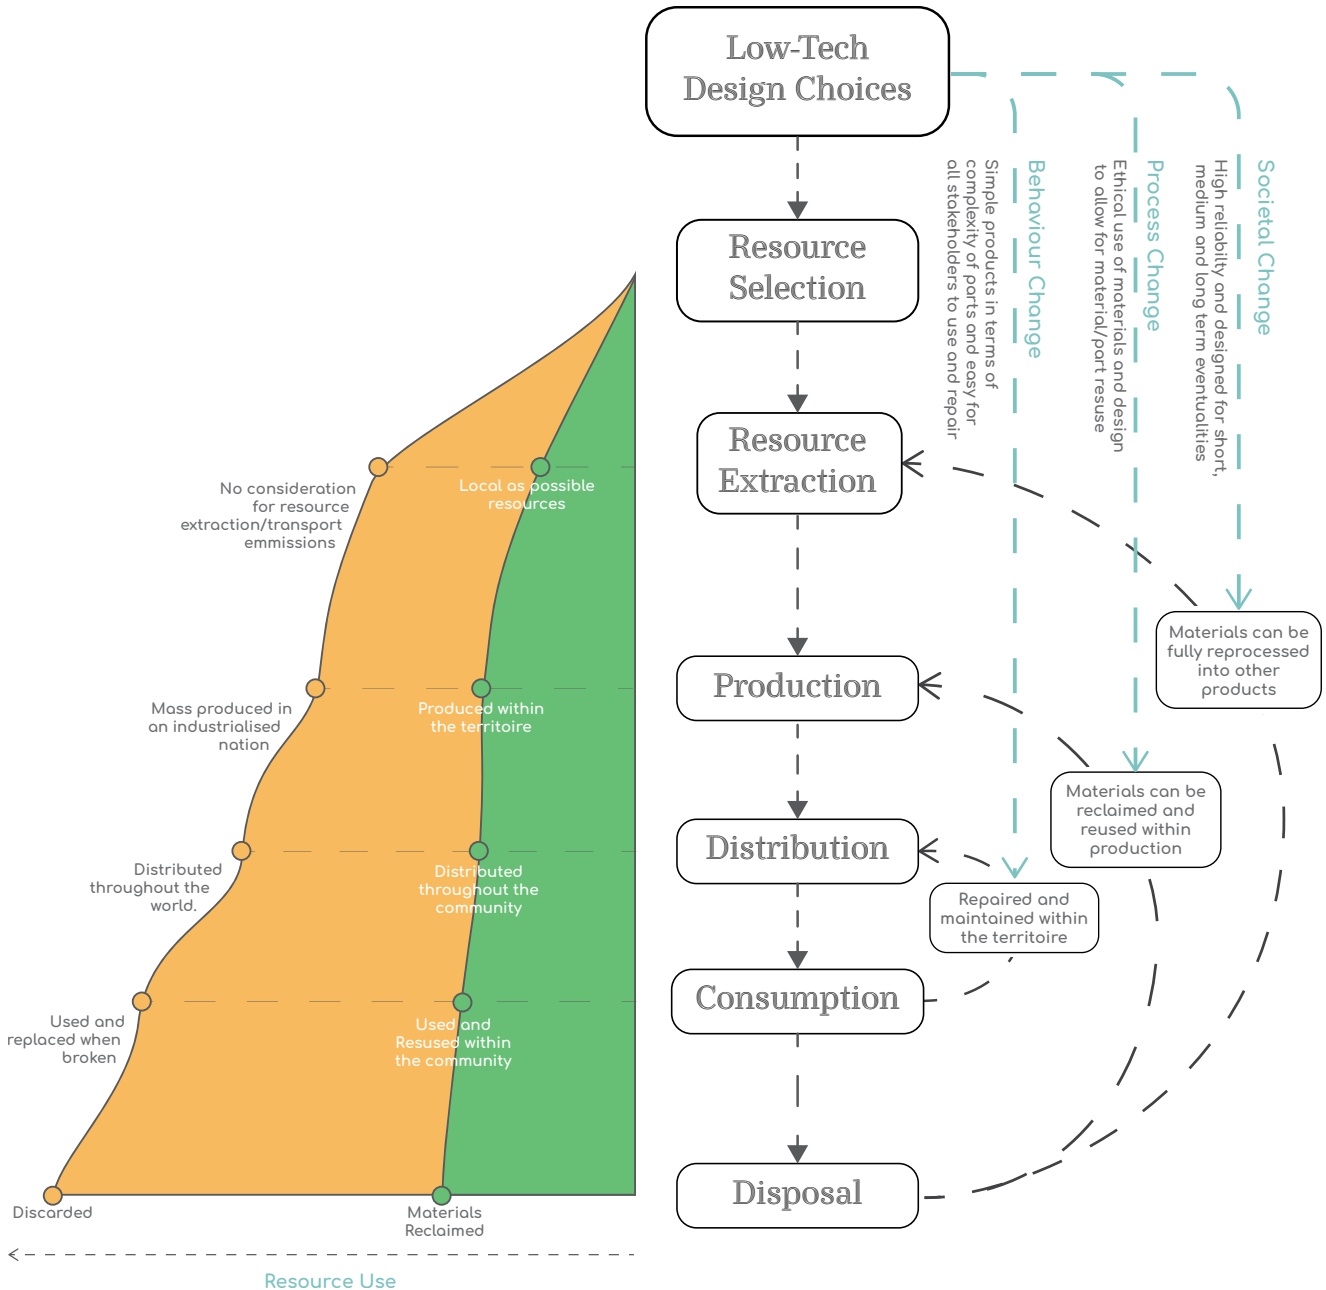 Low-Tech
Design Choices
Resource
Selection
Resource
Extraction
Production
Distribution
Consumption
Disposal
Behaviour Change
Simple products in terms of
complexity of parts and easy for
all stakeholders to use and repair
Process Change
Ethical use of materials and design
to allow for material/part resuse
Societal Change
High reliabilty and designed for short,
medium and long term eventualities
Materials can be
fully reprocessed
into other
products
Materials can be
reclaimed and
reused within
production
Repaired and
maintained within
the territoire
No consideration
for resource
extraction/transport
emmissions
Local as possible
resources
Mass produced in
an industrialised
nation
Produced within
the territoire
Distributed
throughout the
world.
Distributed
throughout the
community
Used and
replaced when
broken
Used and
Resused within
the community
Discarded
Materials
Reclaimed
Resource Use